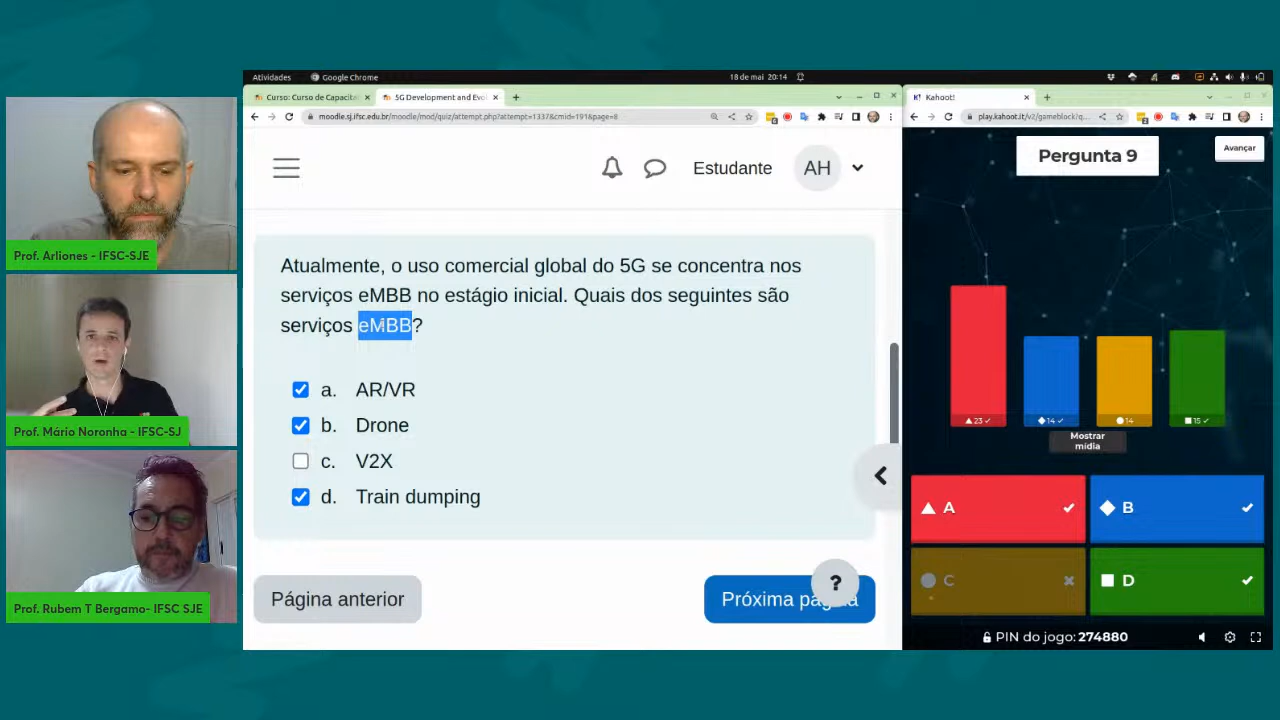 Prof. Arliones - IFSC-SJE
Prof. Mário Noronha - IFSC-SJ
Prof. Rubem T Bergamo- IFSC SJE
Atividades
Google Chrome
18 de mai 20:14
Curso: Curso de Capacita
5G Development and Evo
moodle.sj.ifsc.edu.br/moodle/mod/quiz/attempt.php?attempt=1337&cmid=191&page=8
Estudante
AH
Atualmente, o uso comercial global do 5G se concentra nos
serviços eMBB no estágio inicial. Quais dos seguintes são
serviços eMBB?
a. AR/VR
b. Drone
c. V2X
d. Train dumping
Página anterior
Próxima pág
?
Kahoot!
play.kahoot.it/v2/gameblock/q...
Pergunta 9
Avançar
23
14
14
15
Mostrar
mídia
A
B
C
D
PIN do jogo: 274880